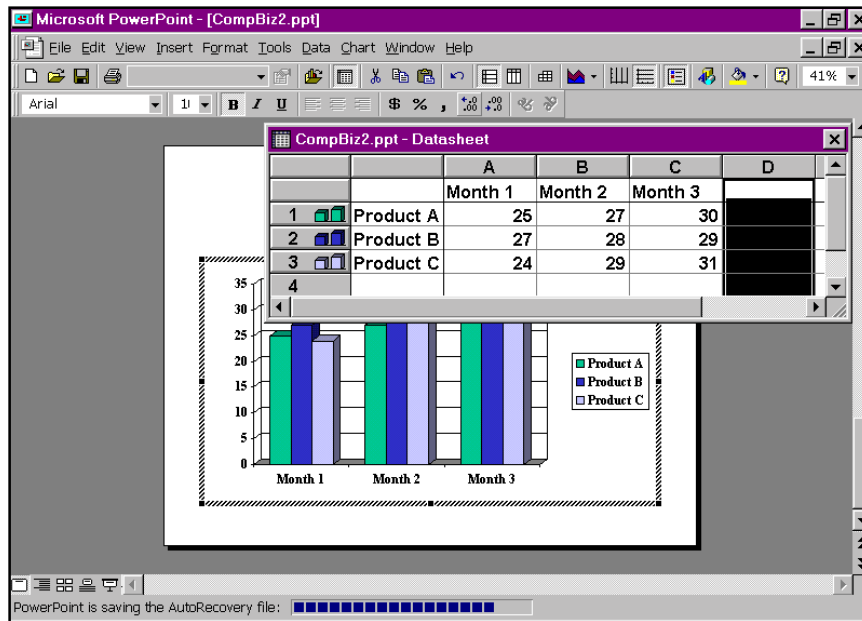 Microsoft PowerPoint - [CompBiz2.ppt]
File Edit View Insert Format Tools Data Chart Window Help
41%
Arial B I U $ % , .00 .00
CompBiz2.ppt - Datasheet
A B C D
Month 1 Month 2 Month 3
1 Product A 25 27 30
2 Product B 27 28 29
3 Product C 24 29 31
4
35
30
25
20
15
10
5
0
Month 1 Month 2 Month 3
Product A
Product B
Product C
PowerPoint is saving the AutoRecovery file: